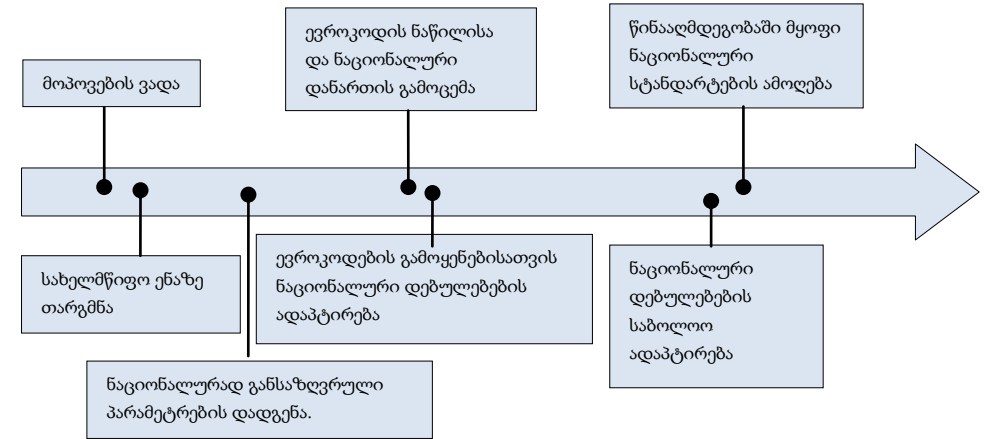 მოპოვების ვადა
ევროკოდის ნაწილისა
და ნაციონალური
დანართის გამოცემა
წინააღმდეგობაში მყოფი
ნაციონალური
სტანდარტების ამოღება
სახელმწიფო ენაზე
თარგმნა
ევროკოდების გამოყენებისათვის
ნაციონალური დებულებების
ადაპტირება
ნაციონალური
დებულებების
საბოლოო
ადაპტირება
ნაციონალურად განსაზღვრული
პარამეტრების დადგენა.